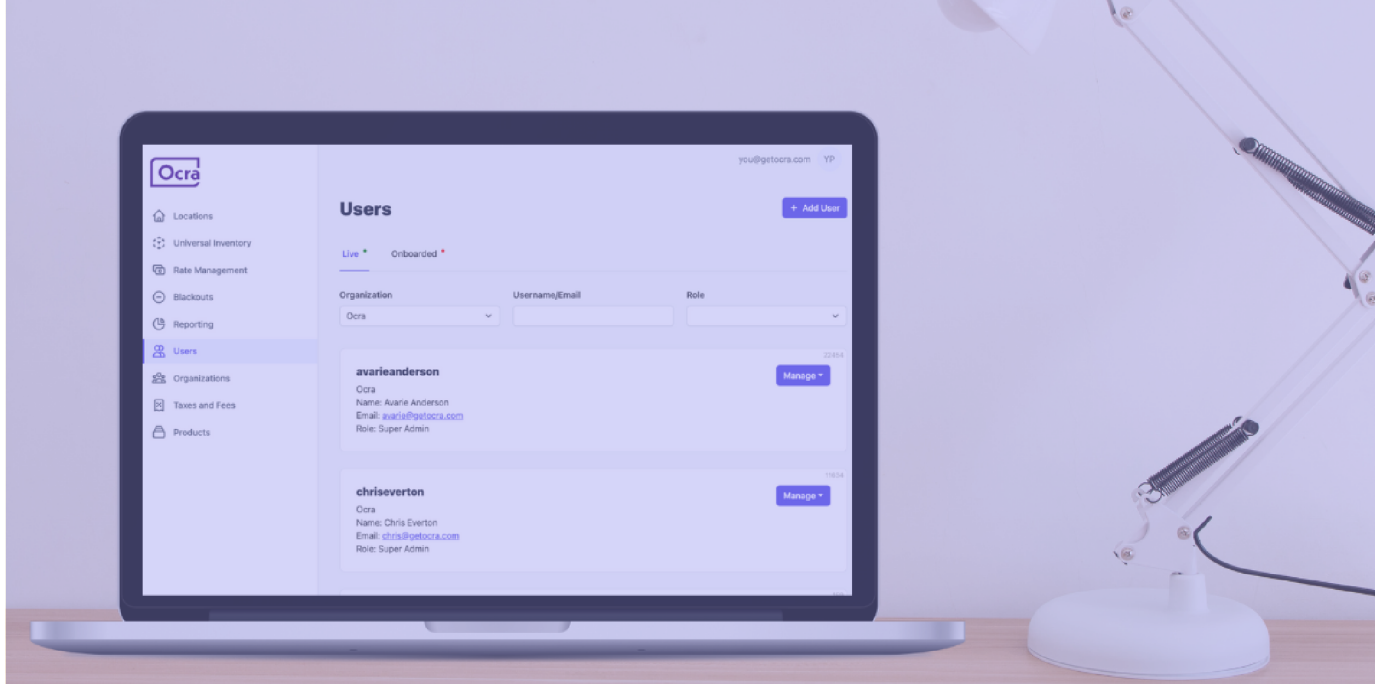 Ocra
you@getocra.com YP
Locations
Universal Inventory
Rate Management
Blackouts
Reporting
Users
Organizations
Taxes and Fees
Products
Users
+ Add User
Live Onboarded
Organization Username/Email Role
Ocra
avarieanderson
Manage
Ocra
Name: Avarie Anderson
Email: avarie@getocra.com
Role: Super Admin
chriseverton
Manage
Ocra
Name: Chris Everton
Email: chris@getocra.com
Role: Super Admin